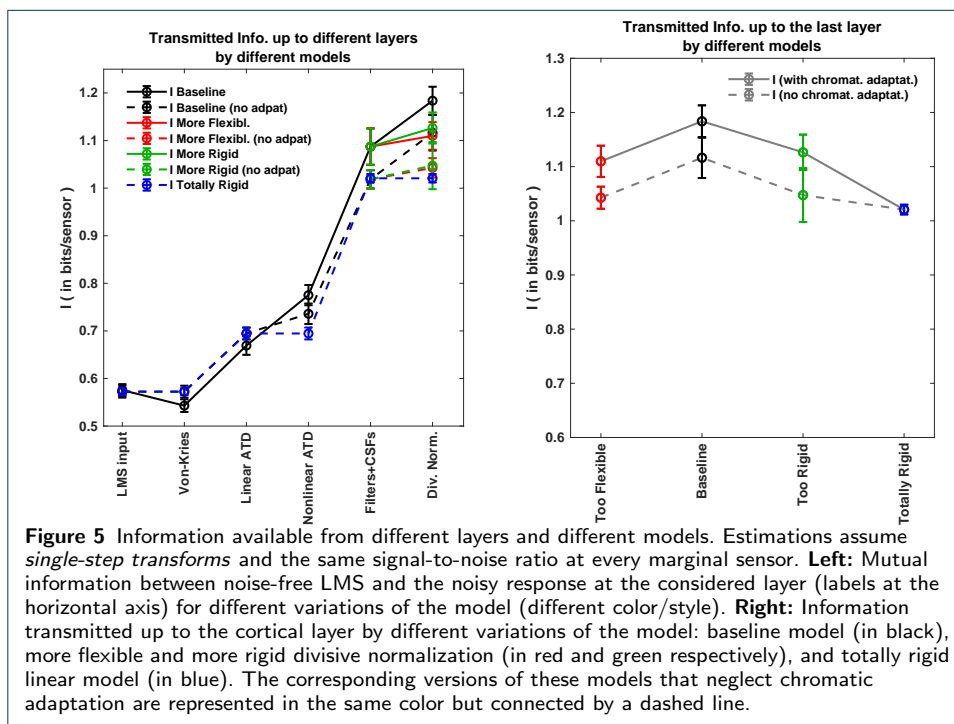 Transmitted Info. up to different layers
by different models
I ( in bits/sensor)
1.2
1.1
1
0.9
0.8
0.7
0.6
0.5
I Baseline
I Baseline (no adpat)
I More Flexibl.
I More Flexibl. (no adpat)
I More Rigid
I More Rigid (no adpat)
I Totally Rigid
LMS input
Von-Kries
Linear ATD
Nonlinear ATD
Filters+CSFs
Div. Norm.
Transmitted Info. up to the last layer
by different models
I ( in bits/sensor)
1.3
1.2
1.1
1
0.9
0.8
0.7
0.6
I (with chromat. adaptat.)
I (no chromat. adaptat.)
Too Flexible
Baseline
Too Rigid
Totally Rigid
Figure 5 Information available from different layers and different models. Estimations assume
single-step transforms and the same signal-to-noise ratio at every marginal sensor. Left: Mutual
information between noise-free LMS and the noisy response at the considered layer (labels at the
horizontal axis) for different variations of the model (different color/style). Right: Information
transmitted up to the cortical layer by different variations of the model: baseline model (in black),
more flexible and more rigid divisive normalization (in red and green respectively), and totally rigid
linear model (in blue). The corresponding versions of these models that neglect chromatic
adaptation are represented in the same color but connected by a dashed line.